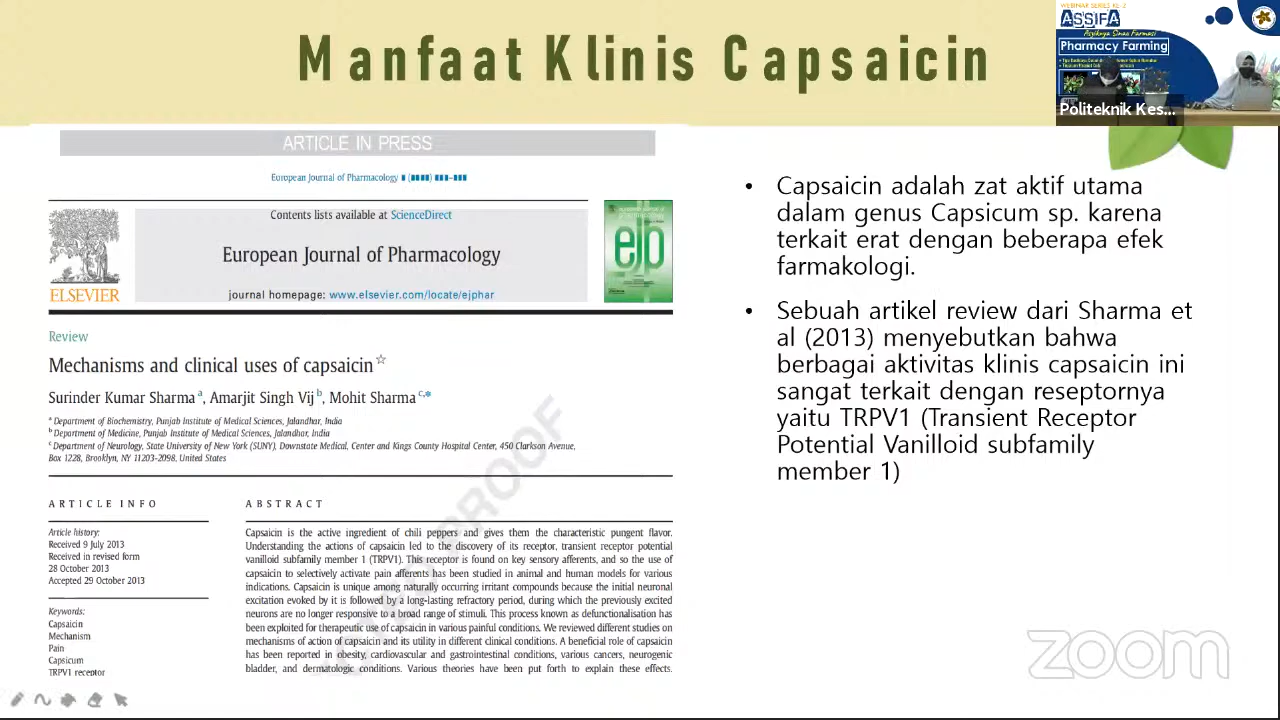 Manfaat Klinis Capsaicin
WEBINAR SERIES KE-2
ASSIFA
Asyiknya Sinau Farmasi
Pharmacy Farming
Politeknik Kes...
ARTICLE IN PRESS
European Journal of Pharmacology
Contents lists available at ScienceDirect
European Journal of Pharmacology
journal homepage: www.elsevier.com/locate/ejphar
ELSEVIER
ejp
Review
Mechanisms and clinical uses of capsaicin☆
Surinder Kumar Sharma a, Amarjit Singh Vij b, Mohit Sharma c,*
a Department of Biochemistry, Punjab Institute of Medical Sciences, Jalandhar, India
b Department of Medicine, Punjab Institute of Medical Sciences, Jalandhar, India
c Department of Neurology, State University of New York (SUNY), Downstate Medical, Center and Kings County Hospital Center, 450 Clarkson Avenue,
Box 1228, Brooklyn, NY 11203-2098, United States
ARTICLE INFO
Article history:
Received 9 July 2013
Received in revised form
28 October 2013
Accepted 29 October 2013
Keywords:
Capsaicin
Mechanism
Pain
Capsicum
TRPV1 receptor
ABSTRACT
Capsaicin is the active ingredient of chili peppers and gives them the characteristic pungent flavor.
Understanding the actions of capsaicin led to the discovery of its receptor, transient receptor potential
vanilloid subfamily member 1 (TRPV1). This receptor is found on key sensory afferents, and so the use of
capsaicin to selectively activate pain afferents has been studied in animal and human models for various
indications. Capsaicin is unique among naturally occurring irritant compounds because the initial neuronal
excitation evoked by it is followed by a long-lasting refractory period, during which the previously excited
neurons are no longer responsive to a broad range of stimuli. This process known as defunctionalisation has
been exploited for therapeutic use of capsaicin in various painful conditions. We reviewed different studies on
mechanisms of action of capsaicin and its utility in different clinical conditions. A beneficial role of capsaicin
has been reported in obesity, cardiovascular and gastrointestinal conditions, various cancers, neurogenic
bladder, and dermatologic conditions. Various theories have been put forth to explain these effects.
PROOF
• Capsaicin adalah zat aktif utama
dalam genus Capsicum sp. karena
terkait erat dengan beberapa efek
farmakologi.
• Sebuah artikel review dari Sharma et
al (2013) menyebutkan bahwa
berbagai aktivitas klinis capsaicin ini
sangat terkait dengan reseptornya
yaitu TRPV1 (Transient Receptor
Potential Vanilloid subfamily
member 1)
zoom